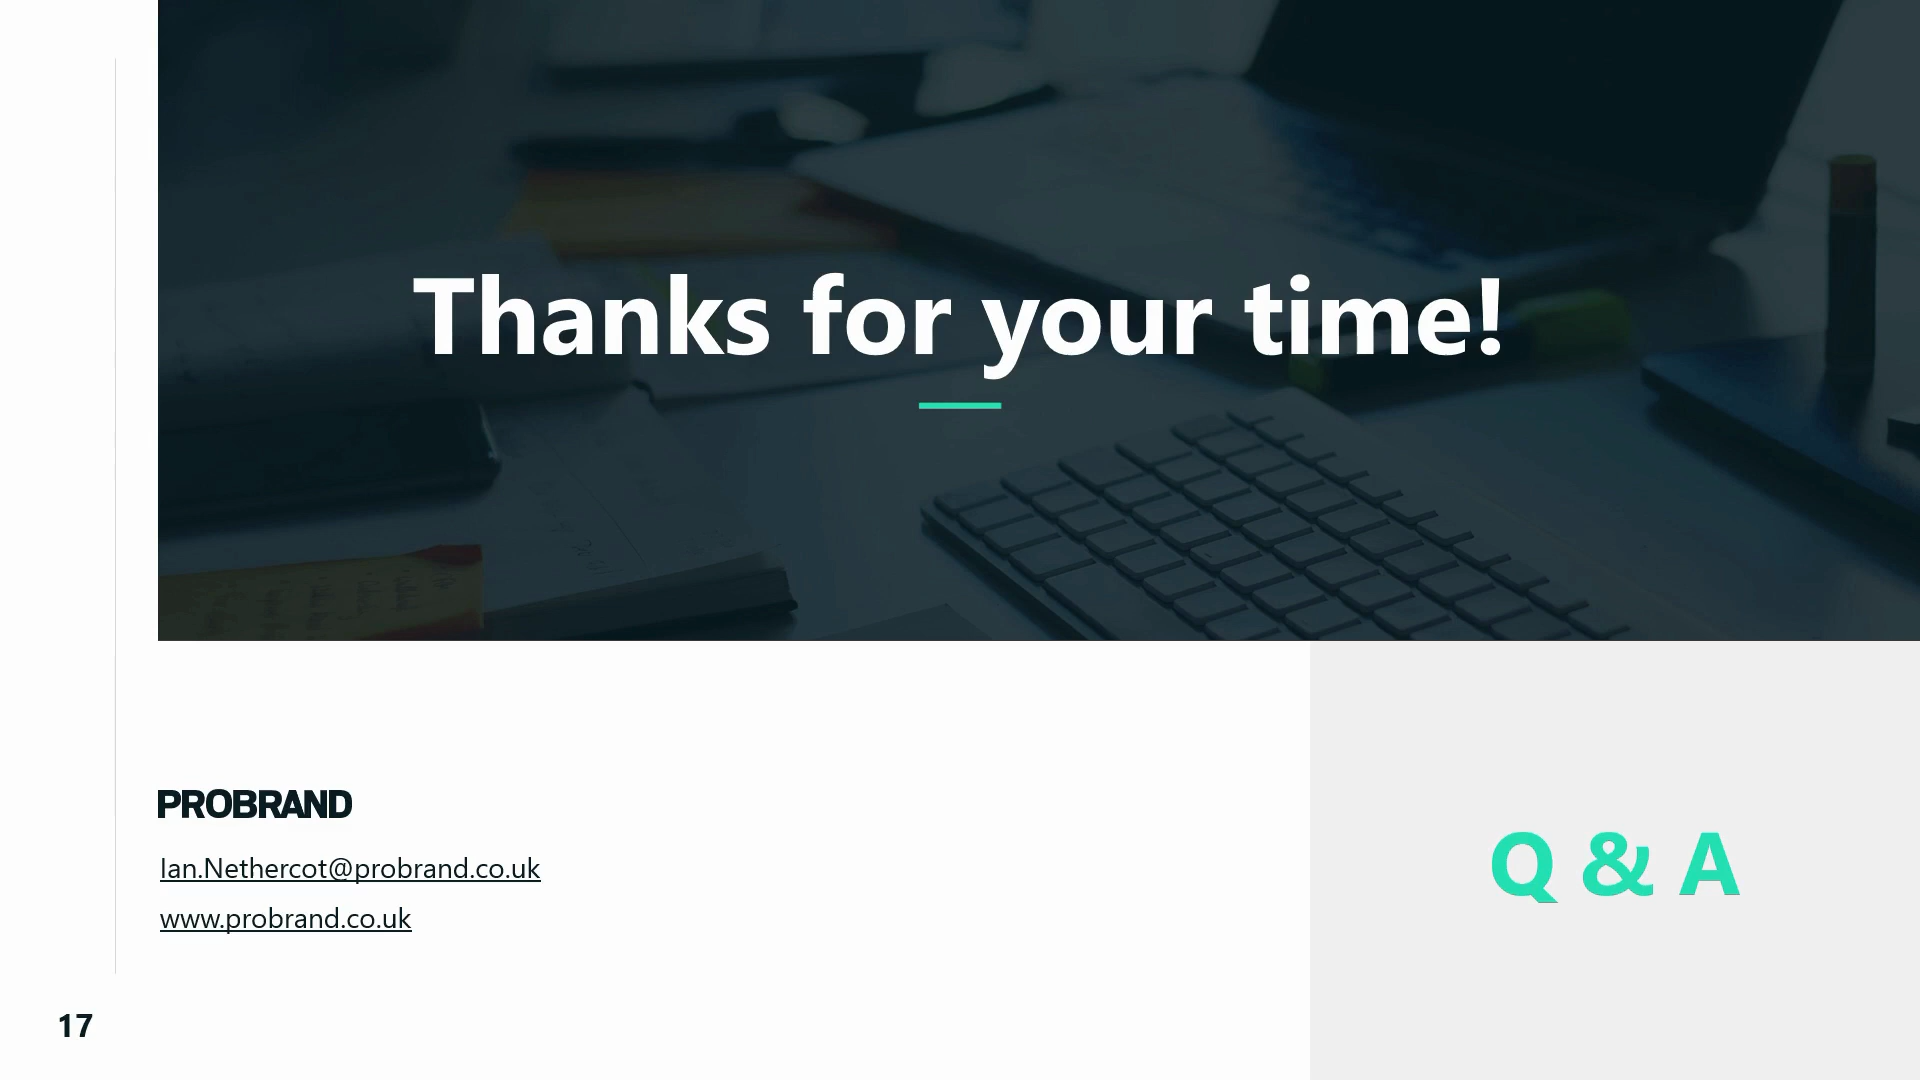 Thanks for your time!
PROBRAND
Ian.Nethercot@probrand.co.uk
www.probrand.co.uk
Q & A
17